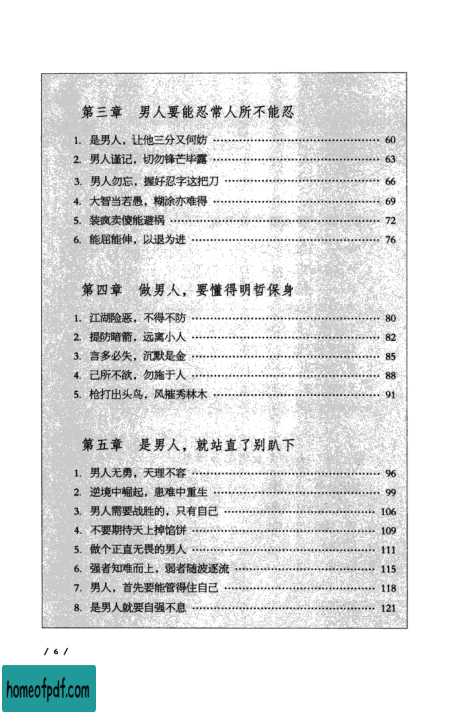 第三章 男人要能忍常人所不能忍
1. 是男人，让他三分又何妨 …… 60
2. 男人谨记，切勿锋芒毕露 …… 63
3. 男人勿忘，握好忍字这把刀 …… 66
4. 大智当若愚，糊涂亦难得 …… 69
5. 装疯卖傻能避祸 …… 72
6. 能屈能伸，以退为进 …… 76
第四章 做男人，要懂得明哲保身
1. 江湖险恶，不得不防 …… 80
2. 提防暗箭，远离小人 …… 82
3. 言多必失，沉默是金 …… 85
4. 己所不欲，勿施于人 …… 88
5. 枪打出头鸟，风摧秀林木 …… 91
第五章 是男人，就站直了别趴下
1. 男人无勇，天理不容 …… 96
2. 逆境中崛起，患难中重生 …… 99
3. 男人需要战胜的，只有自己 …… 106
4. 不要期待天上掉馅饼 …… 109
5. 做个正直无畏的男人 …… 111
6. 强者知难而上，弱者随波逐流 …… 115
7. 男人，首先要能管得住自己 …… 118
8. 是男人就要自强不息 …… 121
/ 6 /
homeofpdf.com